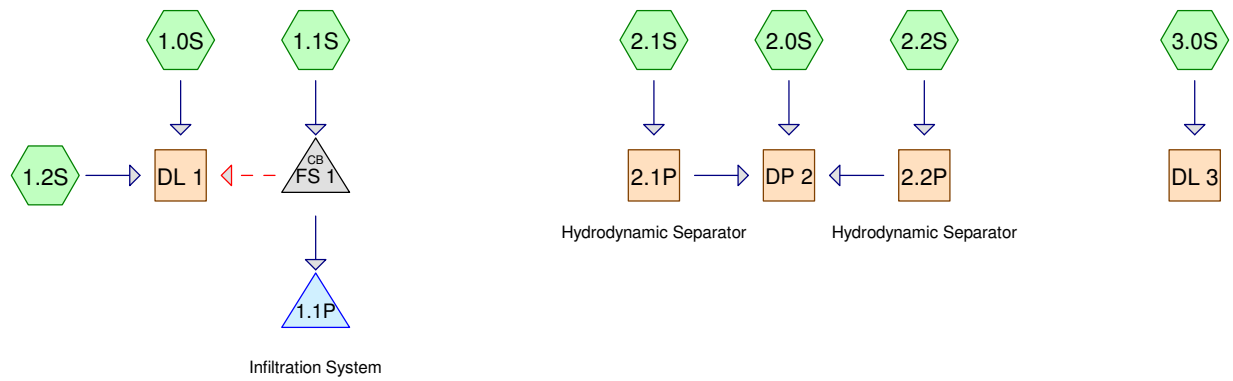 1.0S
1.1S
2.1S
2.0S
2.2S
3.0S
1.2S
DL 1
CB
FS 1
2.1P
DP 2
2.2P
DL 3
Hydrodynamic Separator
Hydrodynamic Separator
1.1P
Infiltration System